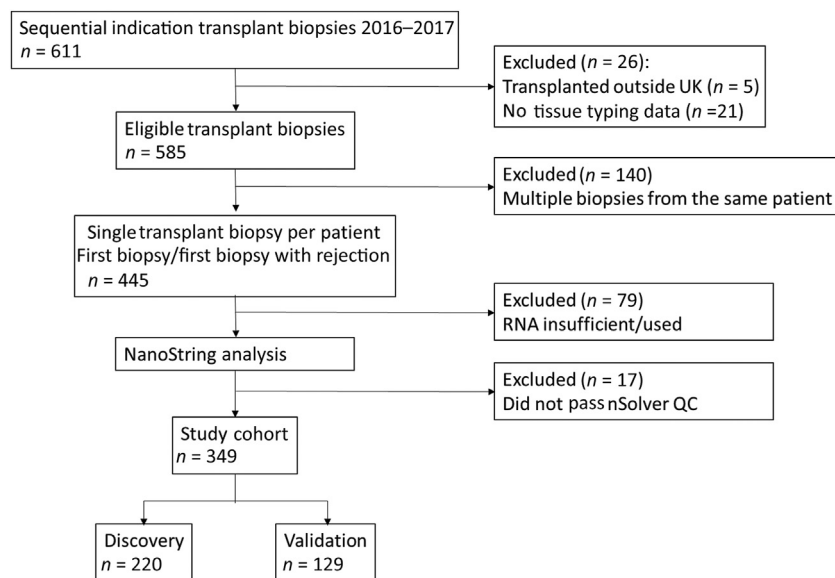 Sequential indication transplant biopsies 2016–2017
n = 611
Excluded (n = 26):
Transplanted outside UK (n = 5)
No tissue typing data (n =21)
Eligible transplant biopsies
n = 585
Excluded (n = 140)
Multiple biopsies from the same patient
Single transplant biopsy per patient
First biopsy/first biopsy with rejection
n = 445
Excluded (n = 79)
RNA insufficient/used
NanoString analysis
Excluded (n = 17)
Did not pass nSolver QC
Study cohort
n = 349
Discovery
n = 220
Validation
n = 129